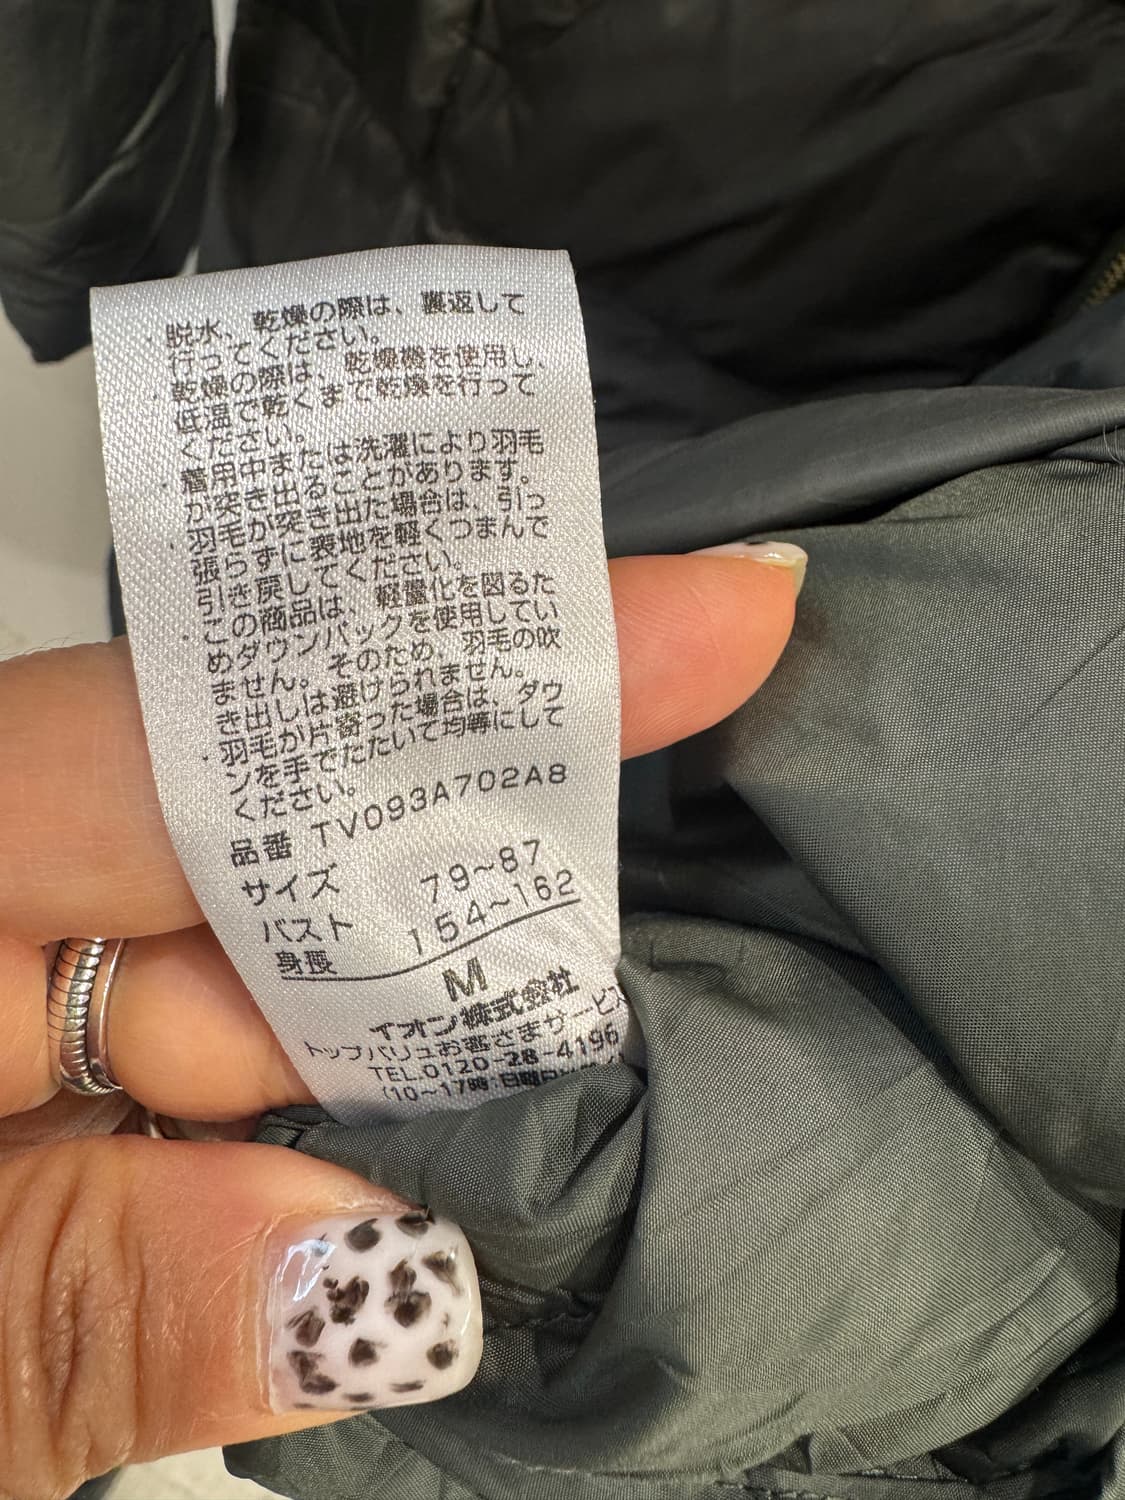 ・脱水、乾燥の際は、裏返して
行ってください。
・乾燥の際は、乾燥機を使用し、
低温で乾くまで乾燥を行って
ください。
・着用中または洗濯により羽毛
が突き出ることがあります。
羽毛が突き出た場合は、引っ
張らずに表地を軽くつまんで
引き戻してください。
・この商品は、軽量化を図るた
めダウンパックを使用してい
ません。そのため、羽毛の吹
き出しは避けられません。
・羽毛が片寄った場合は、ダウ
ンを手でたたいて均等にして
ください。
品番 TV093A702A8
サイズ
バスト 79~87
身長 154~162
M
イオン株式会社
トップバリュお客さまサービス
TEL.0120-28-4196
(10~17時